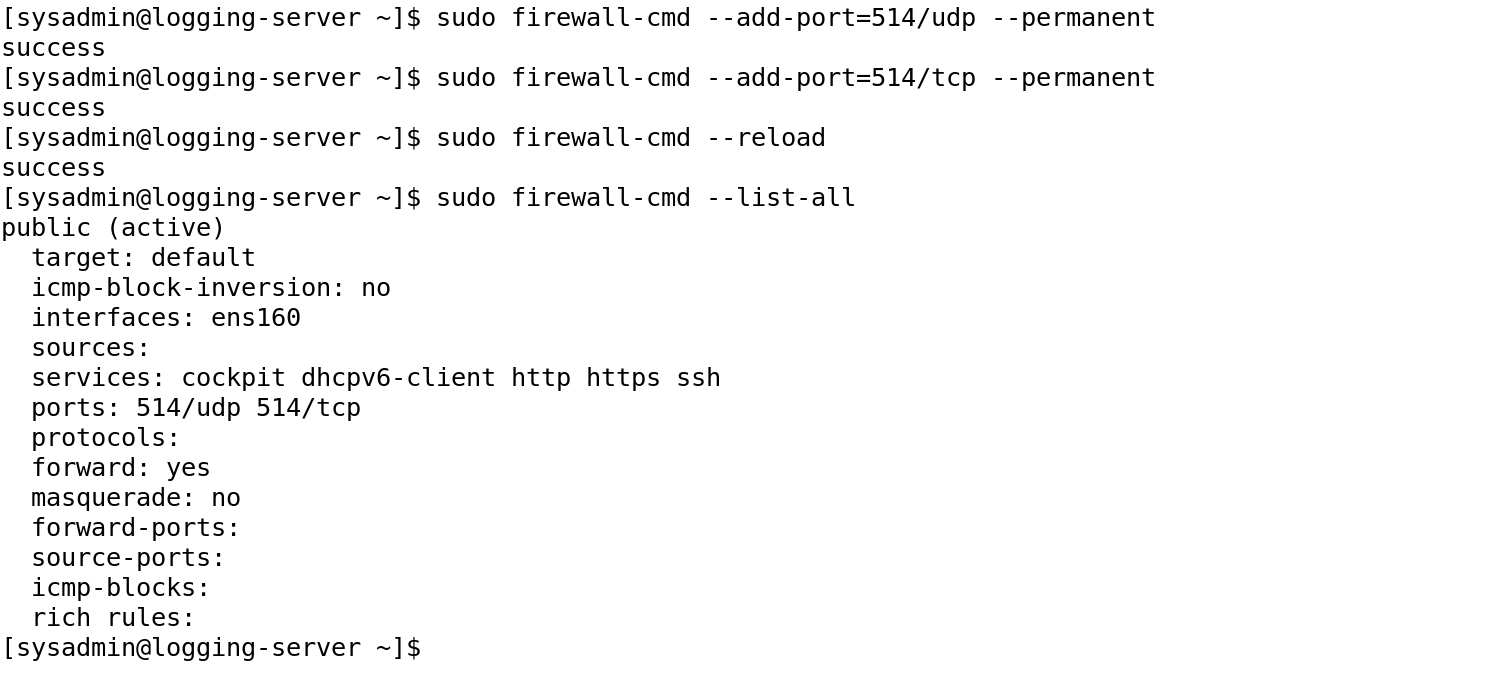 [sysadmin@logging-server ~]$ sudo firewall-cmd --add-port=514/udp --permanent
success
[sysadmin@logging-server ~]$ sudo firewall-cmd --add-port=514/tcp --permanent
success
[sysadmin@logging-server ~]$ sudo firewall-cmd --reload
success
[sysadmin@logging-server ~]$ sudo firewall-cmd --list-all
public (active)
  target: default
  icmp-block-inversion: no
  interfaces: ens160
  sources:
  services: cockpit dhcpv6-client http https ssh
  ports: 514/udp 514/tcp
  protocols:
  forward: yes
  masquerade: no
  forward-ports:
  source-ports:
  icmp-blocks:
  rich rules:
[sysadmin@logging-server ~]$